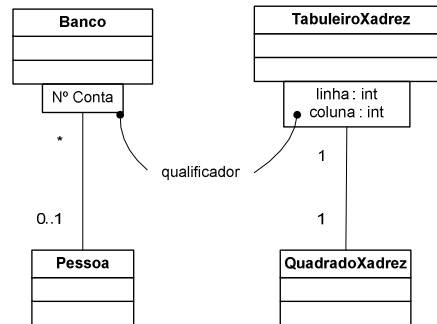 Banco
Nº Conta
*
0..1
Pessoa
qualificador
TabuleiroXadrez
linha : int
coluna : int
1
1
QuadradoXadrez